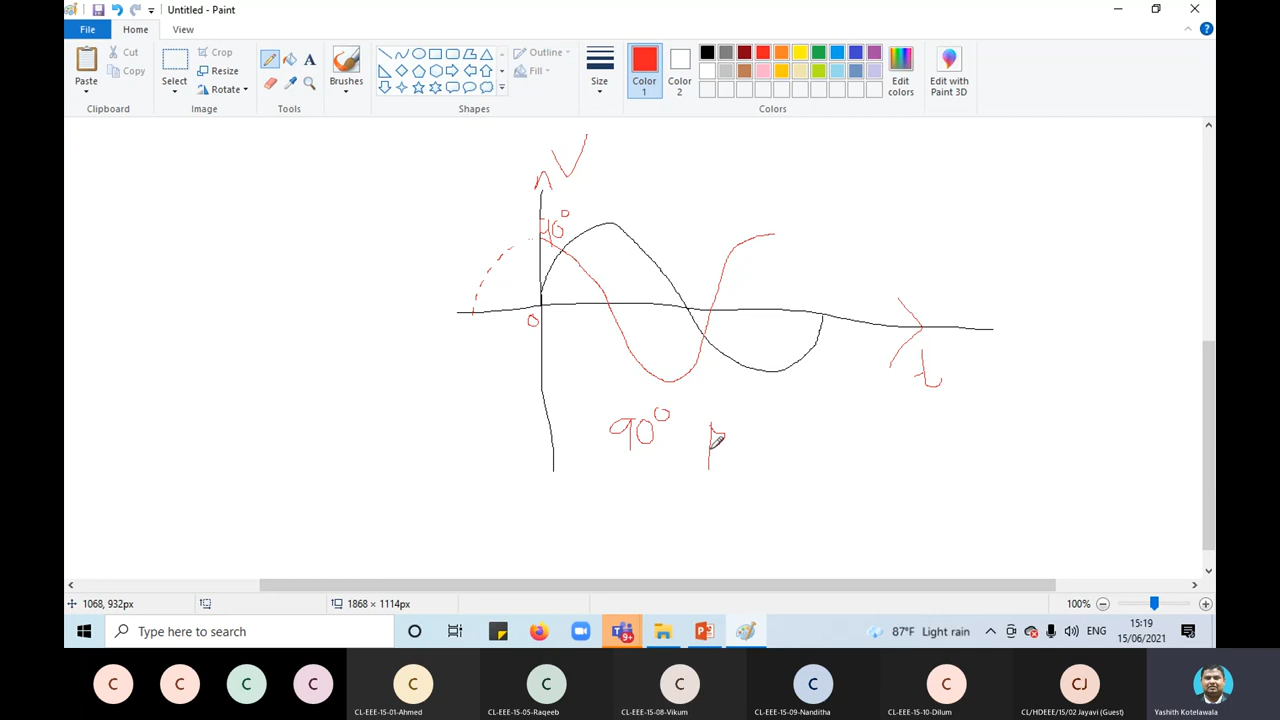 Untitled - Paint
File Home View
Paste
Cut
Copy
Clipboard
Select
Crop
Resize
Rotate
Image
A
Tools
Brushes
Outline
Fill
Shapes
Size
Color 1
Color 2
Edit colors
Colors
Edit with Paint 3D
V
90°
0
t
90° p
1068, 932px
1868 × 1114px
100%
Type here to search
9+
87°F Light rain
ENG
15:19
15/06/2021
C C C C C C C C C CJ
CL-EEE-15-01-Ahmed
CL-EEE-15-05-Raqeeb
CL-EEE-15-08-Vikum
CL-EEE-15-09-Nanditha
CL-EEE-15-10-Dilum
CL/HDEEE/15/02 Jayavi (Guest)
Yashith Kotelawala